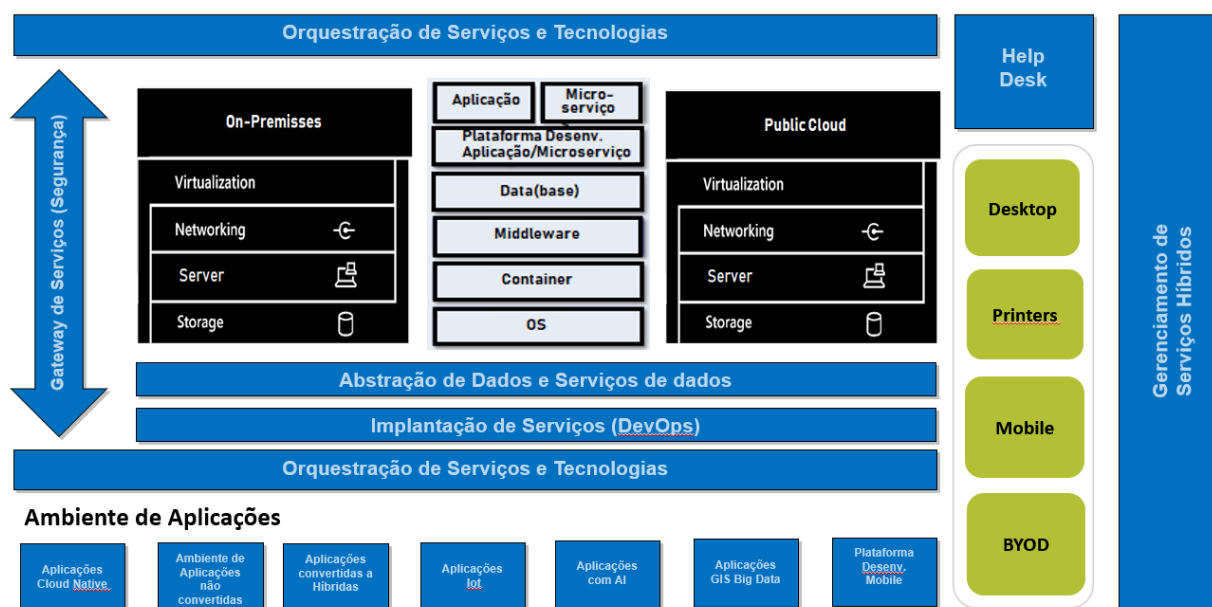 Orquestração de Serviços e Tecnologias
Help
Desk
Gerenciamento de
Serviços Híbridos
Gateway de Serviços (Segurança)
On-Premisses
Virtualization
Networking
Server
Storage
Aplicação
Micro-
serviço
Plataforma Desenv.
Aplicação/Microserviço
Data(base)
Middleware
Container
OS
Public Cloud
Virtualization
Networking
Server
Storage
Desktop
Printers
Mobile
BYOD
Abstração de Dados e Serviços de dados
Implantação de Serviços (DevOps)
Orquestração de Serviços e Tecnologias
Ambiente de Aplicações
Aplicações
Cloud Native
Ambiente de
Aplicações
não
convertidas
Aplicações
convertidas a
Híbridas
Aplicações
Iot
Aplicações
com AI
Aplicações
GIS Big Data
Plataforma
Desenv.
Mobile